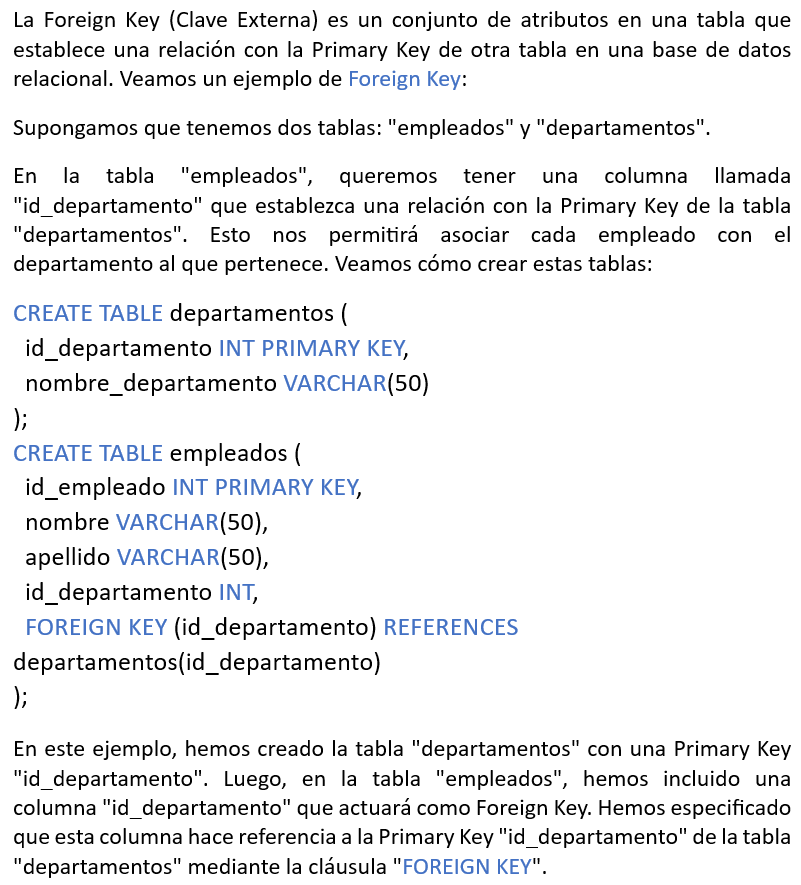 La Foreign Key (Clave Externa) es un conjunto de atributos en una tabla que
establece una relación con la Primary Key de otra tabla en una base de datos
relacional. Veamos un ejemplo de Foreign Key:
Supongamos que tenemos dos tablas: "empleados" y "departamentos".
En la tabla "empleados", queremos tener una columna llamada
"id_departamento" que establezca una relación con la Primary Key de la tabla
"departamentos". Esto nos permitirá asociar cada empleado con el
departamento al que pertenece. Veamos cómo crear estas tablas:
CREATE TABLE departamentos (
  id_departamento INT PRIMARY KEY,
  nombre_departamento VARCHAR(50)
);
CREATE TABLE empleados (
  id_empleado INT PRIMARY KEY,
  nombre VARCHAR(50),
  apellido VARCHAR(50),
  id_departamento INT,
  FOREIGN KEY (id_departamento) REFERENCES
departamentos(id_departamento)
);
En este ejemplo, hemos creado la tabla "departamentos" con una Primary Key
"id_departamento". Luego, en la tabla "empleados", hemos incluido una
columna "id_departamento" que actuará como Foreign Key. Hemos especificado
que esta columna hace referencia a la Primary Key "id_departamento" de la tabla
"departamentos" mediante la cláusula "FOREIGN KEY".